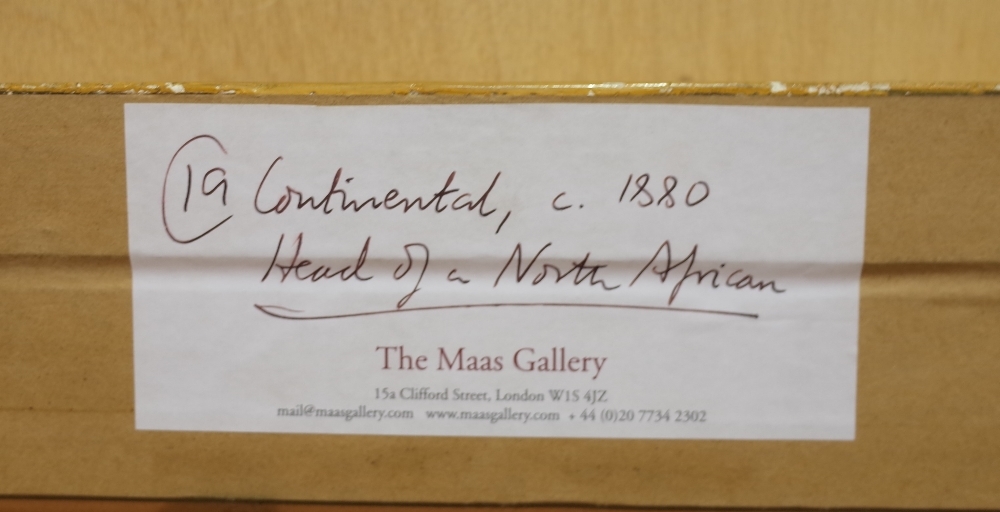 19 Continental, c. 1880
Head of a North African
The Maas Gallery
15a Clifford Street, London W1S 4JZ
mail@maasgallery.com www.maasgallery.com + 44 (0)20 7734 2302